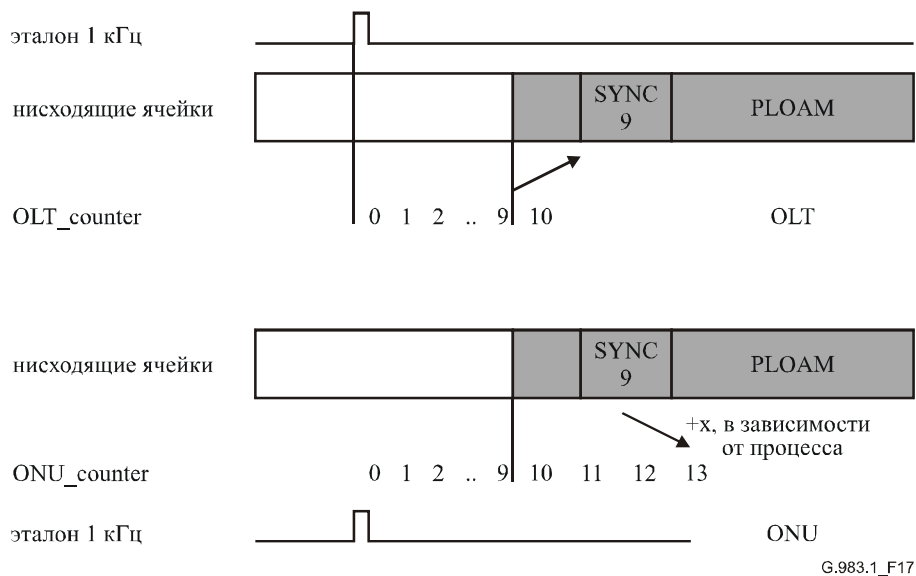 эталон 1 кГц
нисходящие ячейки
SYNC
9
PLOAM
OLT_counter 0 1 2 .. 9 10 OLT
нисходящие ячейки
SYNC
9
PLOAM
+x, в зависимости
от процесса
ONU_counter 0 1 2 .. 9 10 11 12 13
эталон 1 кГц ONU
G.983.1_F17